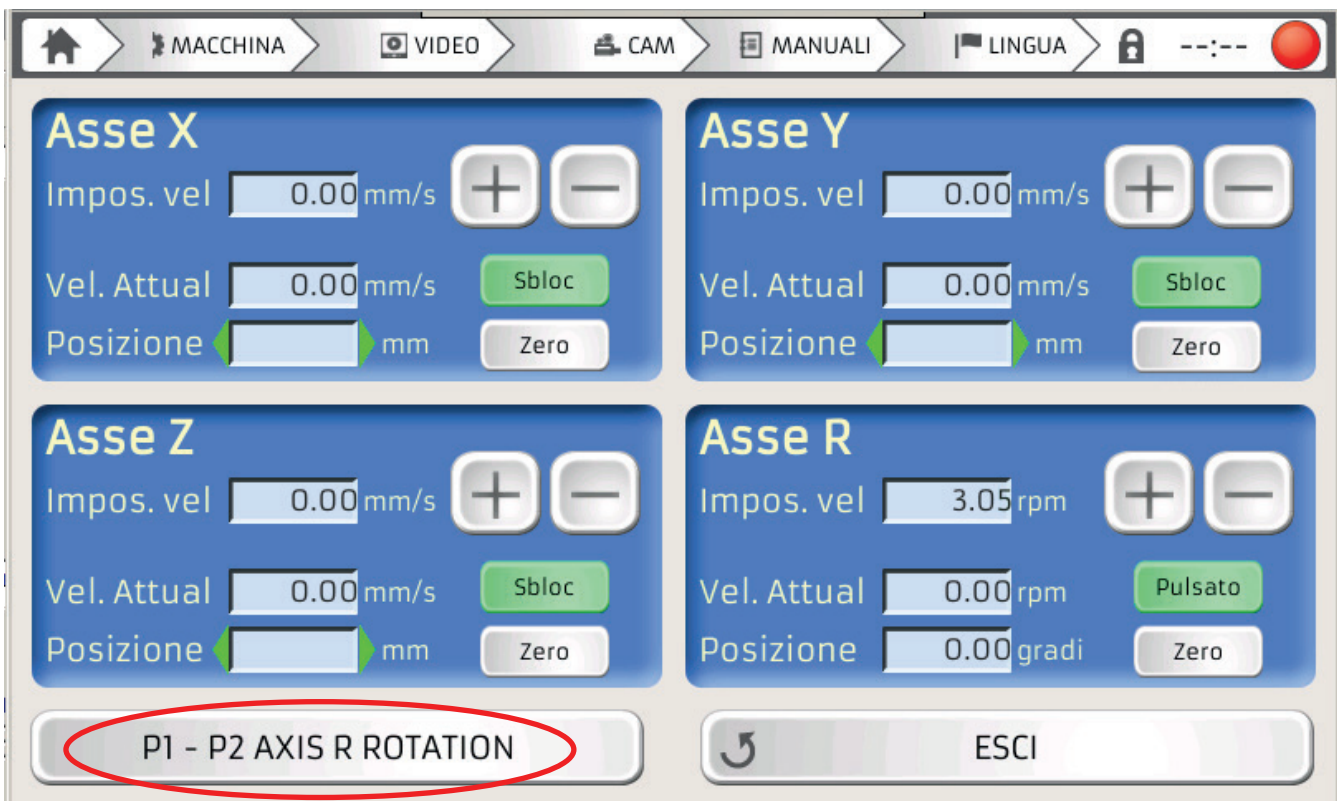 MACCHINA VIDEO CAM MANUALI LINGUA --:--
Asse X
Impos. vel 0.00 mm/s + −
Vel. Attual 0.00 mm/s Sbloc
Posizione mm Zero
Asse Y
Impos. vel 0.00 mm/s + −
Vel. Attual 0.00 mm/s Sbloc
Posizione mm Zero
Asse Z
Impos. vel 0.00 mm/s + −
Vel. Attual 0.00 mm/s Sbloc
Posizione mm Zero
Asse R
Impos. vel 3.05 rpm + −
Vel. Attual 0.00 rpm Pulsato
Posizione 0.00 gradi Zero
P1 - P2 AXIS R ROTATION
ESCI